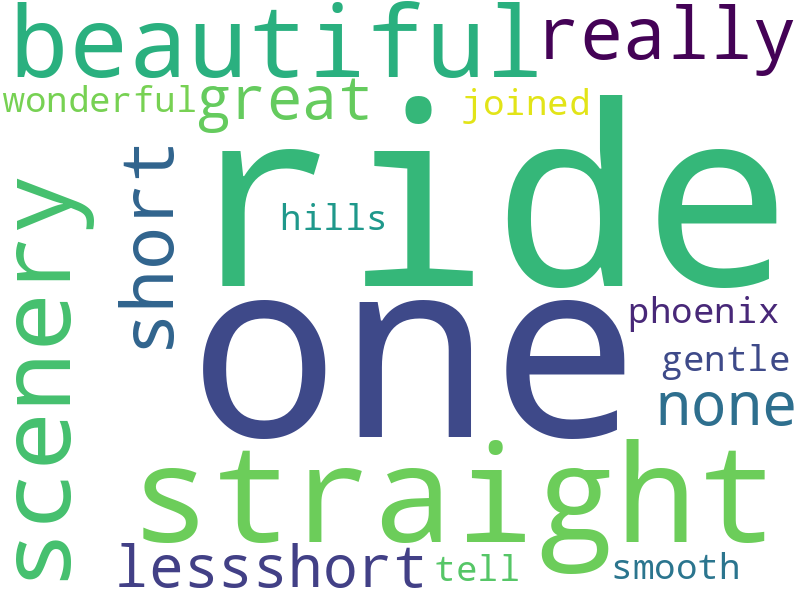 beautiful
really
wonderful
great
joined
ride
short
hills
scenery
one
phoenix
gentle
none
straight
lessshort
tell
smooth